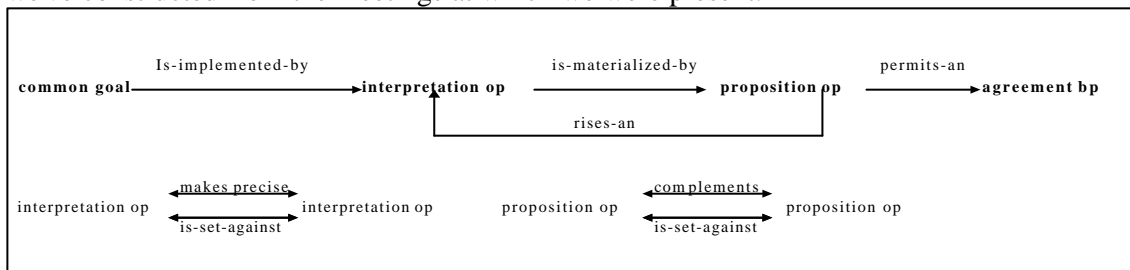 Is-implemented-by is-materialized-by permits-an
common goal interpretation op proposition op agreement bp
rises-an
makes precise complements
interpretation op interpretation op proposition op proposition op
is-set-against is-set-against